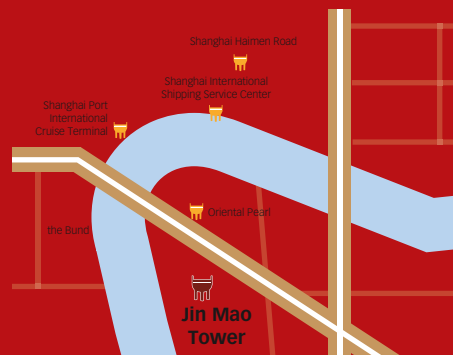 Shanghai Haimen Road
Shanghai International
Shipping Service Center
Shanghai Port
International
Cruise Terminal
Oriental Pearl
the Bund
Jin Mao
Tower